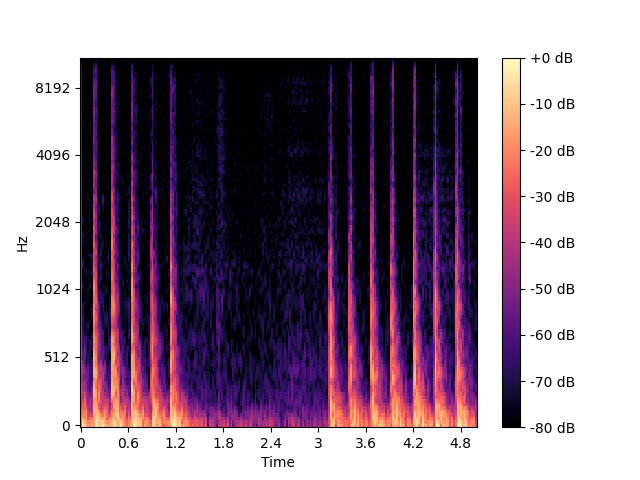 8192
4096
2048
1024
512
0
Hz
0 0.6 1.2 1.8 2.4 3 3.6 4.2 4.8
Time
+0 dB
-10 dB
-20 dB
-30 dB
-40 dB
-50 dB
-60 dB
-70 dB
-80 dB